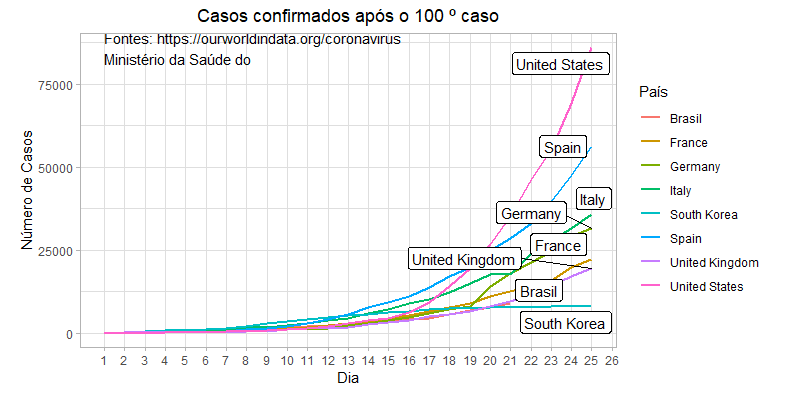 Casos confirmados após o 100 º caso
Fontes: https://ourworldindata.org/coronavirus
Ministério da Saúde do
Número de Casos
75000
50000
25000
0
United States
Spain
Italy
Germany
France
United Kingdom
Brasil
South Korea
1 2 3 4 5 6 7 8 9 10 11 12 13 14 15 16 17 18 19 20 21 22 23 24 25 26
Dia
País
Brasil
France
Germany
Italy
South Korea
Spain
United Kingdom
United States